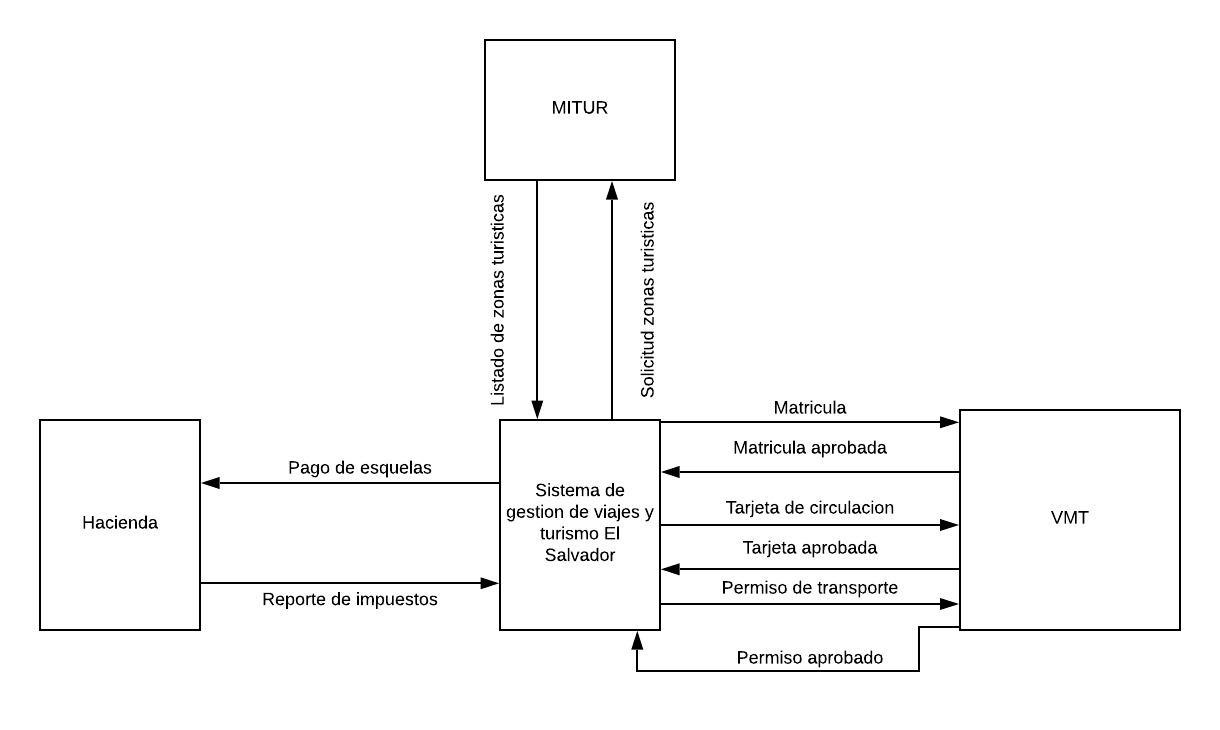 MITUR
Listado de zonas turisticas
Solicitud zonas turisticas
Matricula
Matricula aprobada
Pago de esquelas
Sistema de
gestion de viajes y
turismo El
Salvador
Tarjeta de circulacion
VMT
Hacienda
Tarjeta aprobada
Permiso de transporte
Reporte de impuestos
Permiso aprobado